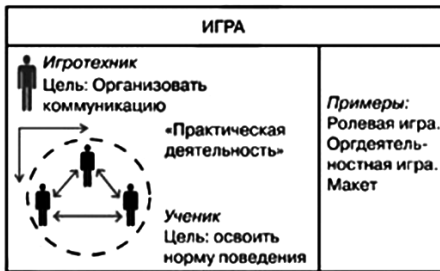 ИГРА
Игротехник
Цель: Организовать
коммуникацию
«Практическая
деятельность»
Ученик
Цель: освоить
норму поведения
Примеры:
Ролевая игра.
Оргдеятель-
ностная игра.
Макет